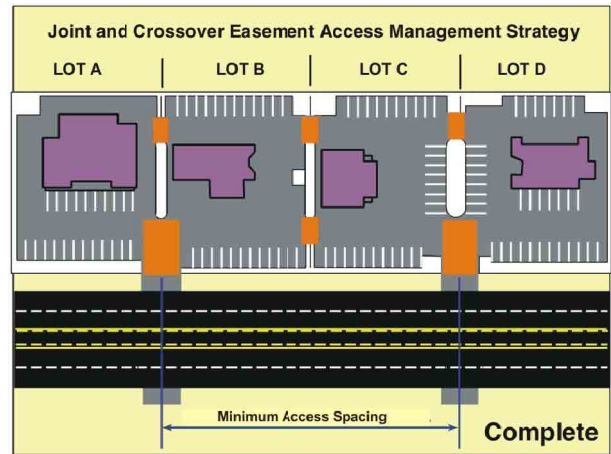 Joint and Crossover Easement Access Management Strategy
LOT A LOT B LOT C LOT D
Minimum Access Spacing
Complete